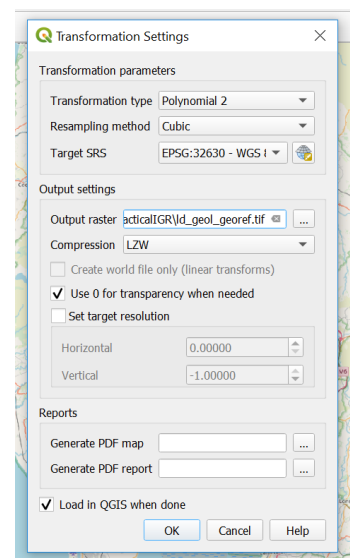 Transformation Settings
Transformation parameters
Transformation type Polynomial 2
Resampling method Cubic
Target SRS EPSG:32630 - WGS
Output settings
Output raster acticalIGR\ld_geol_georef.tif ...
Compression LZW
Create world file only (linear transforms)
Use 0 for transparency when needed
Set target resolution
Horizontal 0.00000
Vertical -1.00000
Reports
Generate PDF map ...
Generate PDF report ...
Load in QGIS when done
OK Cancel Help